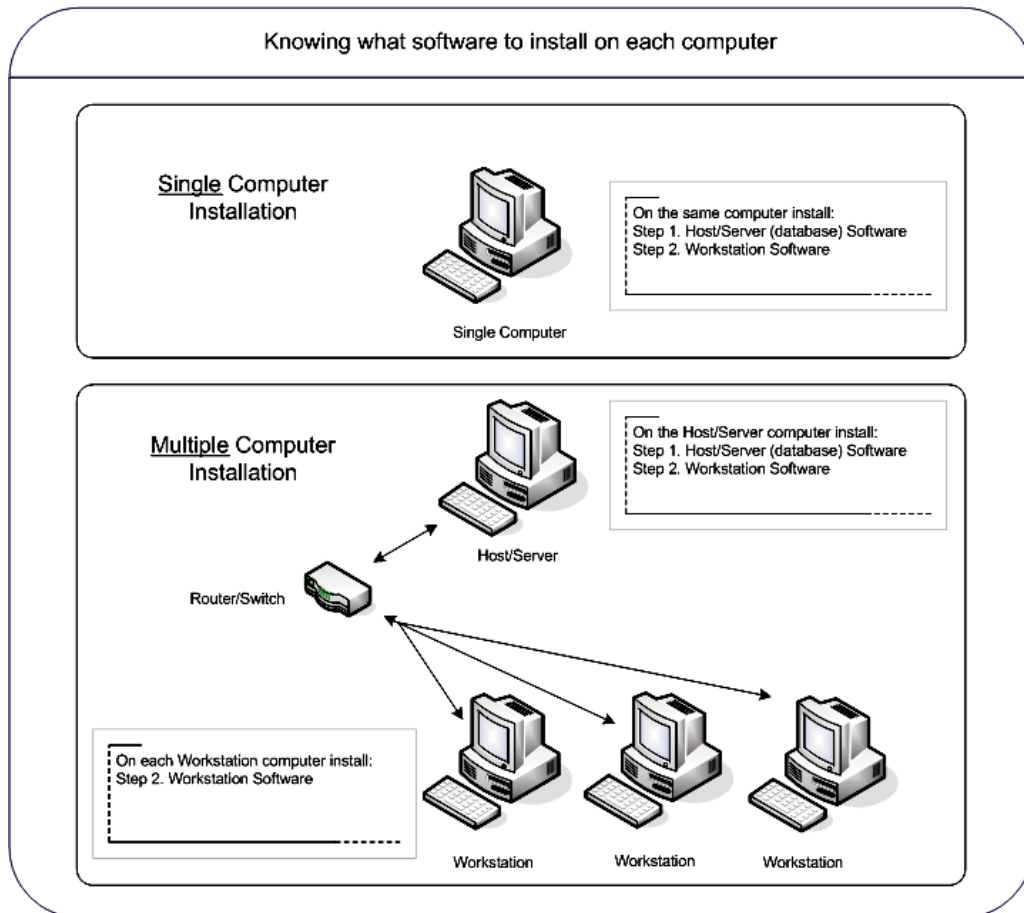 Knowing what software to install on each computer
Single Computer
Installation
On the same computer install:
Step 1. Host/Server (database) Software
Step 2. Workstation Software
Single Computer
Multiple Computer
Installation
On the Host/Server computer install:
Step 1. Host/Server (database) Software
Step 2. Workstation Software
Host/Server
Router/Switch
On each Workstation computer install:
Step 2. Workstation Software
Workstation
Workstation
Workstation